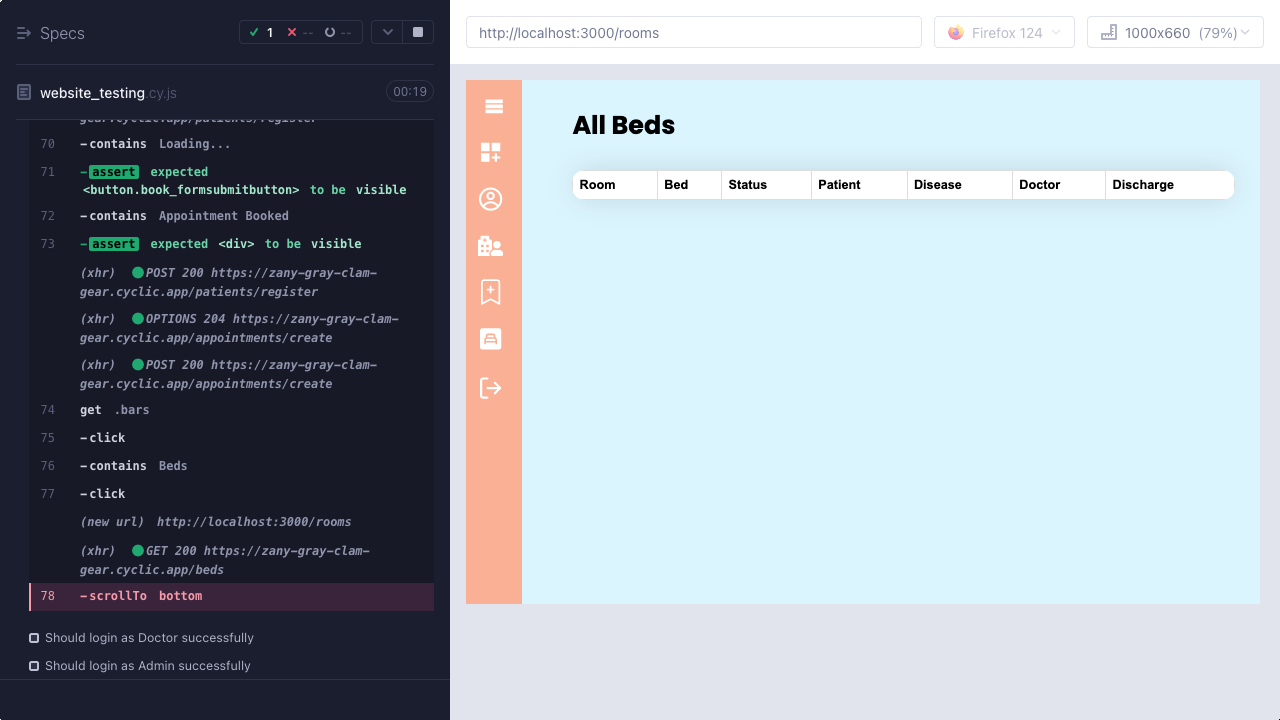 Specs
1
--
--
website_testing.cy.js
00:19
gear.cyclic.app/patients/register
70 -contains Loading...
71 -assert expected
<button.book_formsubmitbutton> to be visible
72 -contains Appointment Booked
73 -assert expected <div> to be visible
(xhr) POST 200 https://zany-gray-clam-
gear.cyclic.app/patients/register
(xhr) OPTIONS 204 https://zany-gray-clam-
gear.cyclic.app/appointments/create
(xhr) POST 200 https://zany-gray-clam-
gear.cyclic.app/appointments/create
74 get .bars
75 -click
76 -contains Beds
77 -click
(new url) http://localhost:3000/rooms
(xhr) GET 200 https://zany-gray-clam-
gear.cyclic.app/beds
78 -scrollTo bottom
Should login as Doctor successfully
Should login as Admin successfully
http://localhost:3000/rooms
Firefox 124
1000x660 (79%)
All Beds
Room Bed Status Patient Disease Doctor Discharge